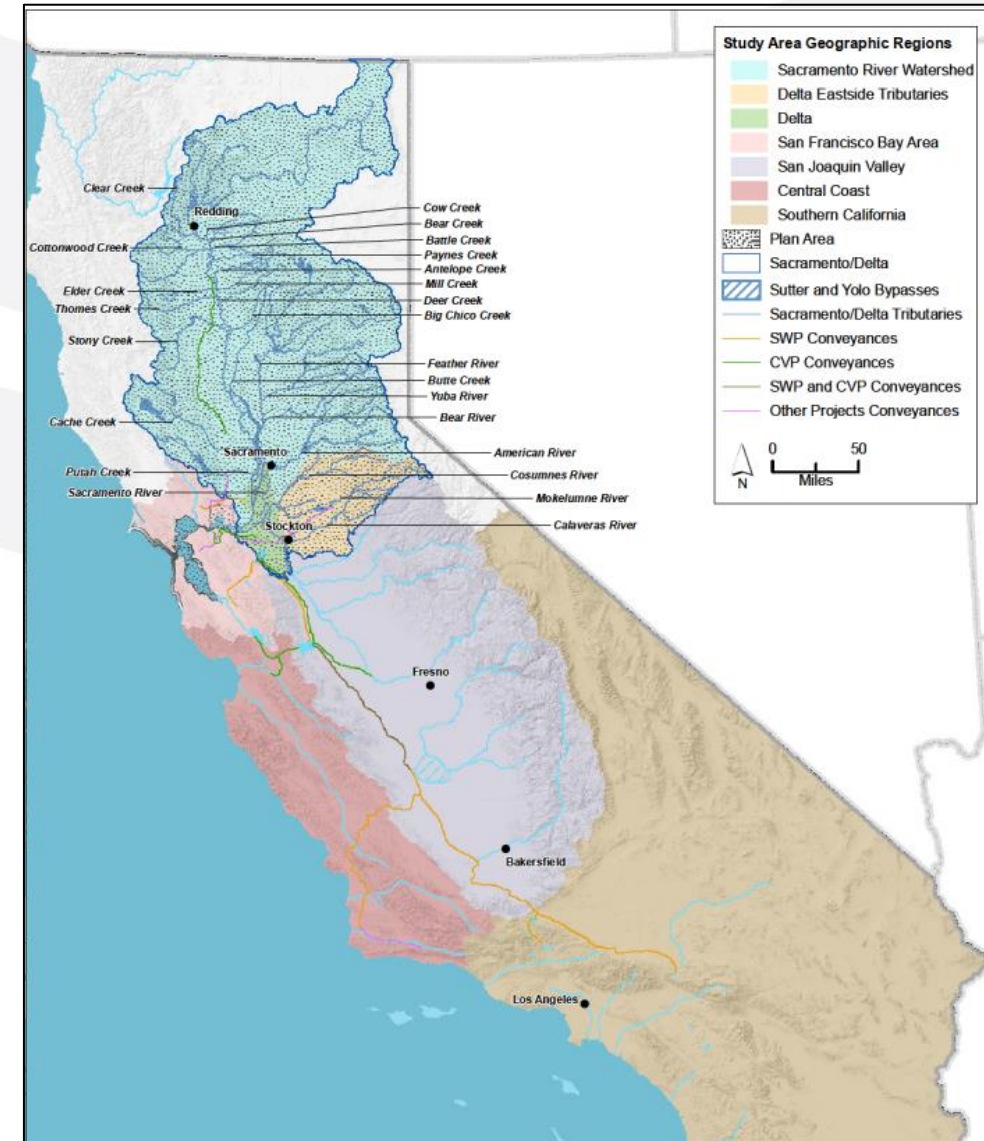 Study Area Geographic Regions
Sacramento River Watershed
Delta Eastside Tributaries
Delta
San Francisco Bay Area
San Joaquin Valley
Central Coast
Southern California
Plan Area
Sacramento/Delta
Sutter and Yolo Bypasses
Sacramento/Delta Tributaries
SWP Conveyances
CVP Conveyances
SWP and CVP Conveyances
Other Projects Conveyances
N
0 50
Miles
Clear Creek
Redding
Cottonwood Creek
Elder Creek
Thomes Creek
Stony Creek
Cache Creek
Sacramento
Putah Creek
Sacramento River
Stockton
Cow Creek
Bear Creek
Battle Creek
Paynes Creek
Antelope Creek
Mill Creek
Deer Creek
Big Chico Creek
Feather River
Butte Creek
Yuba River
Bear River
American River
Cosumnes River
Mokelumne River
Calaveras River
Fresno
Bakersfield
Los Angeles